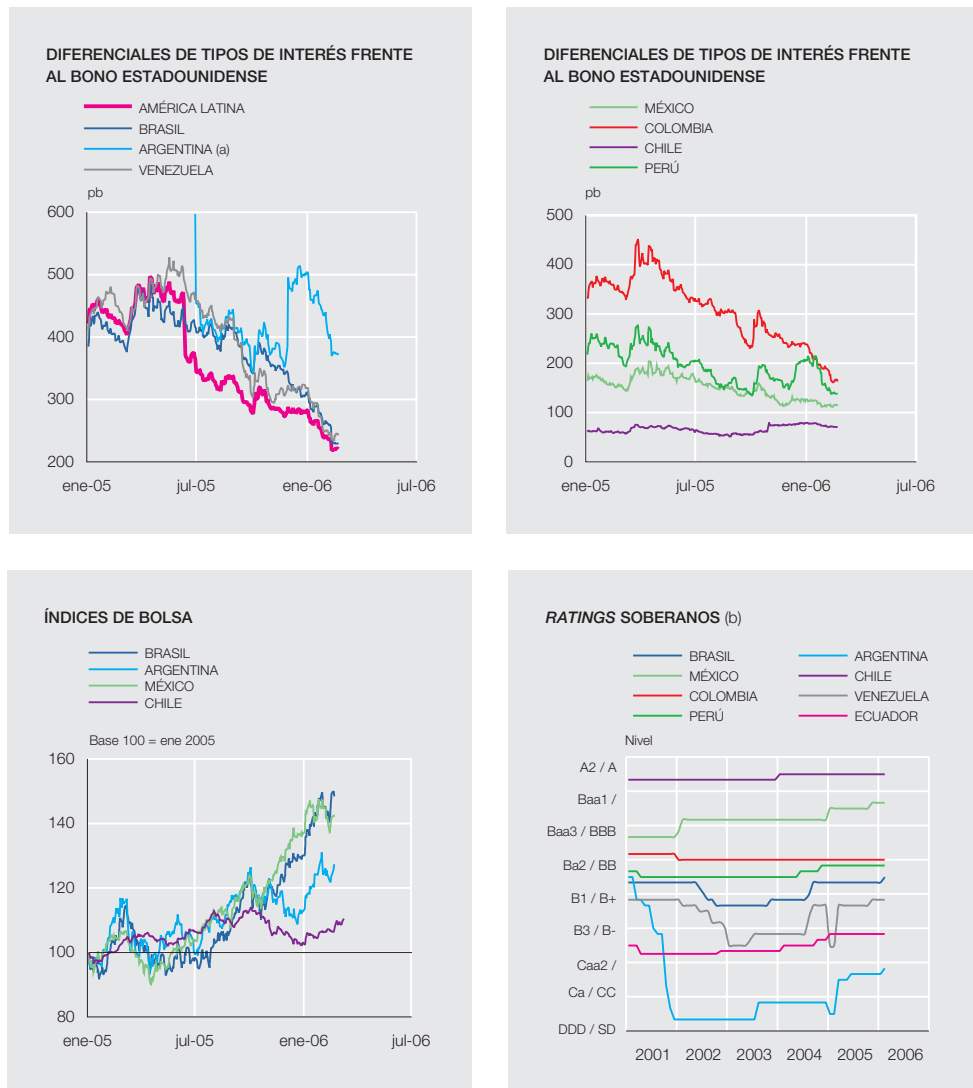 DIFERENCIALES DE TIPOS DE INTERÉS FRENTE
AL BONO ESTADOUNIDENSE
AMÉRICA LATINA
BRASIL
ARGENTINA (a)
VENEZUELA
pb
600
500
400
300
200
ene-05 jul-05 ene-06 jul-06
DIFERENCIALES DE TIPOS DE INTERÉS FRENTE
AL BONO ESTADOUNIDENSE
MÉXICO
COLOMBIA
CHILE
PERÚ
pb
500
400
300
200
100
0
ene-05 jul-05 ene-06 jul-06
ÍNDICES DE BOLSA
BRASIL
ARGENTINA
MÉXICO
CHILE
Base 100 = ene 2005
160
140
120
100
80
ene-05 jul-05 ene-06 jul-06
RATINGS SOBERANOS (b)
BRASIL ARGENTINA
MÉXICO CHILE
COLOMBIA VENEZUELA
PERÚ ECUADOR
Nivel
A2 / A
Baa1 /
Baa3 / BBB
Ba2 / BB
B1 / B+
B3 / B-
Caa2 /
Ca / CC
DDD / SD
2001 2002 2003 2004 2005 2006